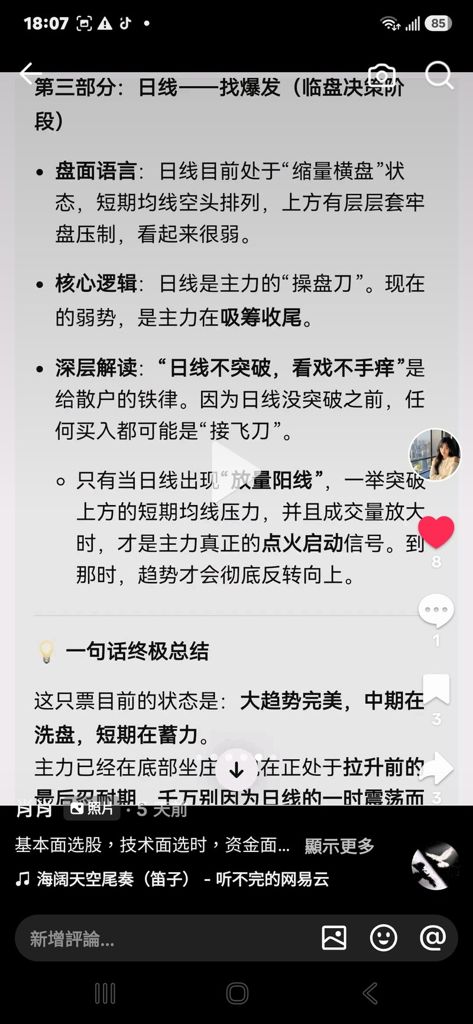 18:07
85
第三部分：日线——找爆发（临盘决策阶
段）
• 盘面语言：日线目前处于“缩量横盘”状
态，短期均线空头排列，上方有层层套牢
盘压制，看起来很弱。
• 核心逻辑：日线是主力的“操盘刀”。现在
的弱势，是主力在吸筹收尾。
• 深层解读：“日线不突破，看戏不手痒”是
给散户的铁律。因为日线没突破之前，任
何买入都可能是“接飞刀”。
○ 只有当日线出现“放量阳线”，一举突破
上方的短期均线压力，并且成交量放大
时，才是主力真正的点火启动信号。到
那时，趋势才会彻底反转向上。
8
1
💡 一句话终极总结
3
这只票目前的状态是：大趋势完美，中期在
洗盘，短期在蓄力。
主力已经在底部坐庄，在正处于拉升前的
3
最后忍耐期，千万别因为日线的一时震荡而
肖肖 照片 · 5 天前
基本面选股，技术面选时，资金面... 顯示更多
♫ 海阔天空尾奏（笛子） - 听不完的网易云
新增評論...